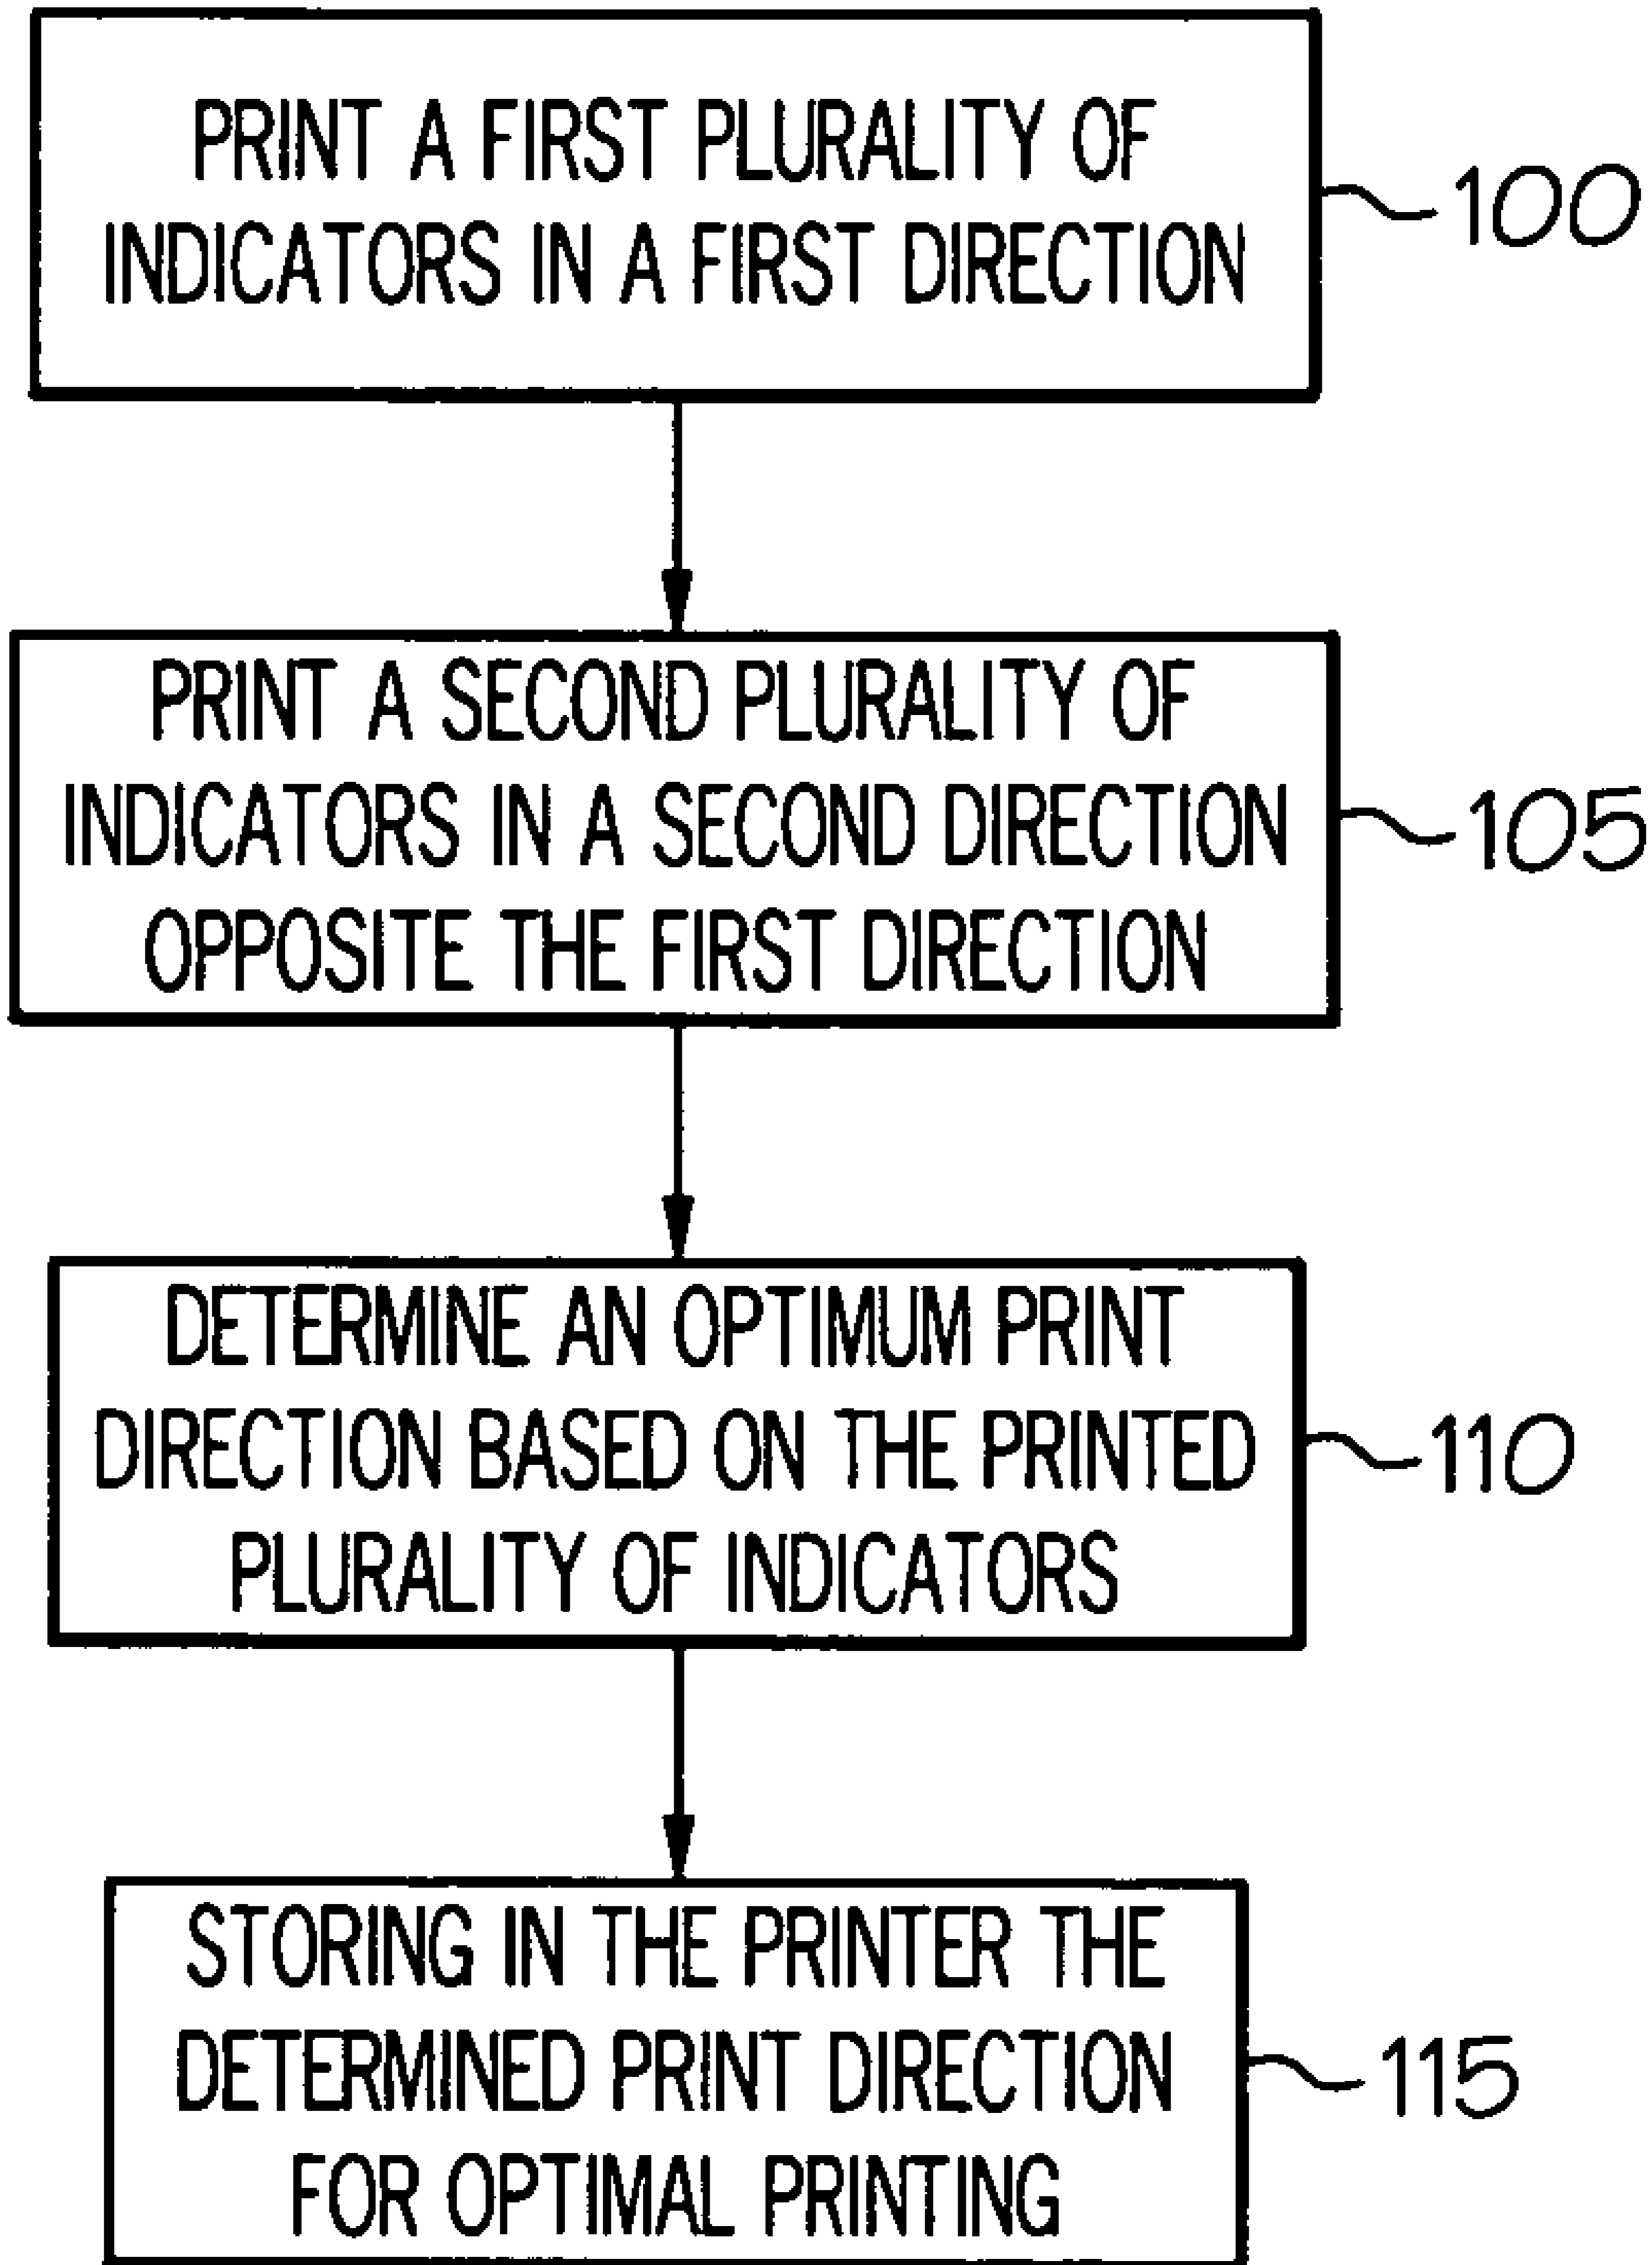 PRINT A FIRST PLURALITY OF
INDICATORS IN A FIRST DIRECTION
100
PRINT A SECOND PLURALITY OF
INDICATORS IN A SECOND DIRECTION
OPPOSITE THE FIRST DIRECTION
105
DETERMINE AN OPTIMUM PRINT
DIRECTION BASED ON THE PRINTED
PLURALITY OF INDICATORS
110
STORING IN THE PRINTER THE
DETERMINED PRINT DIRECTION
FOR OPTIMAL PRINTING
115